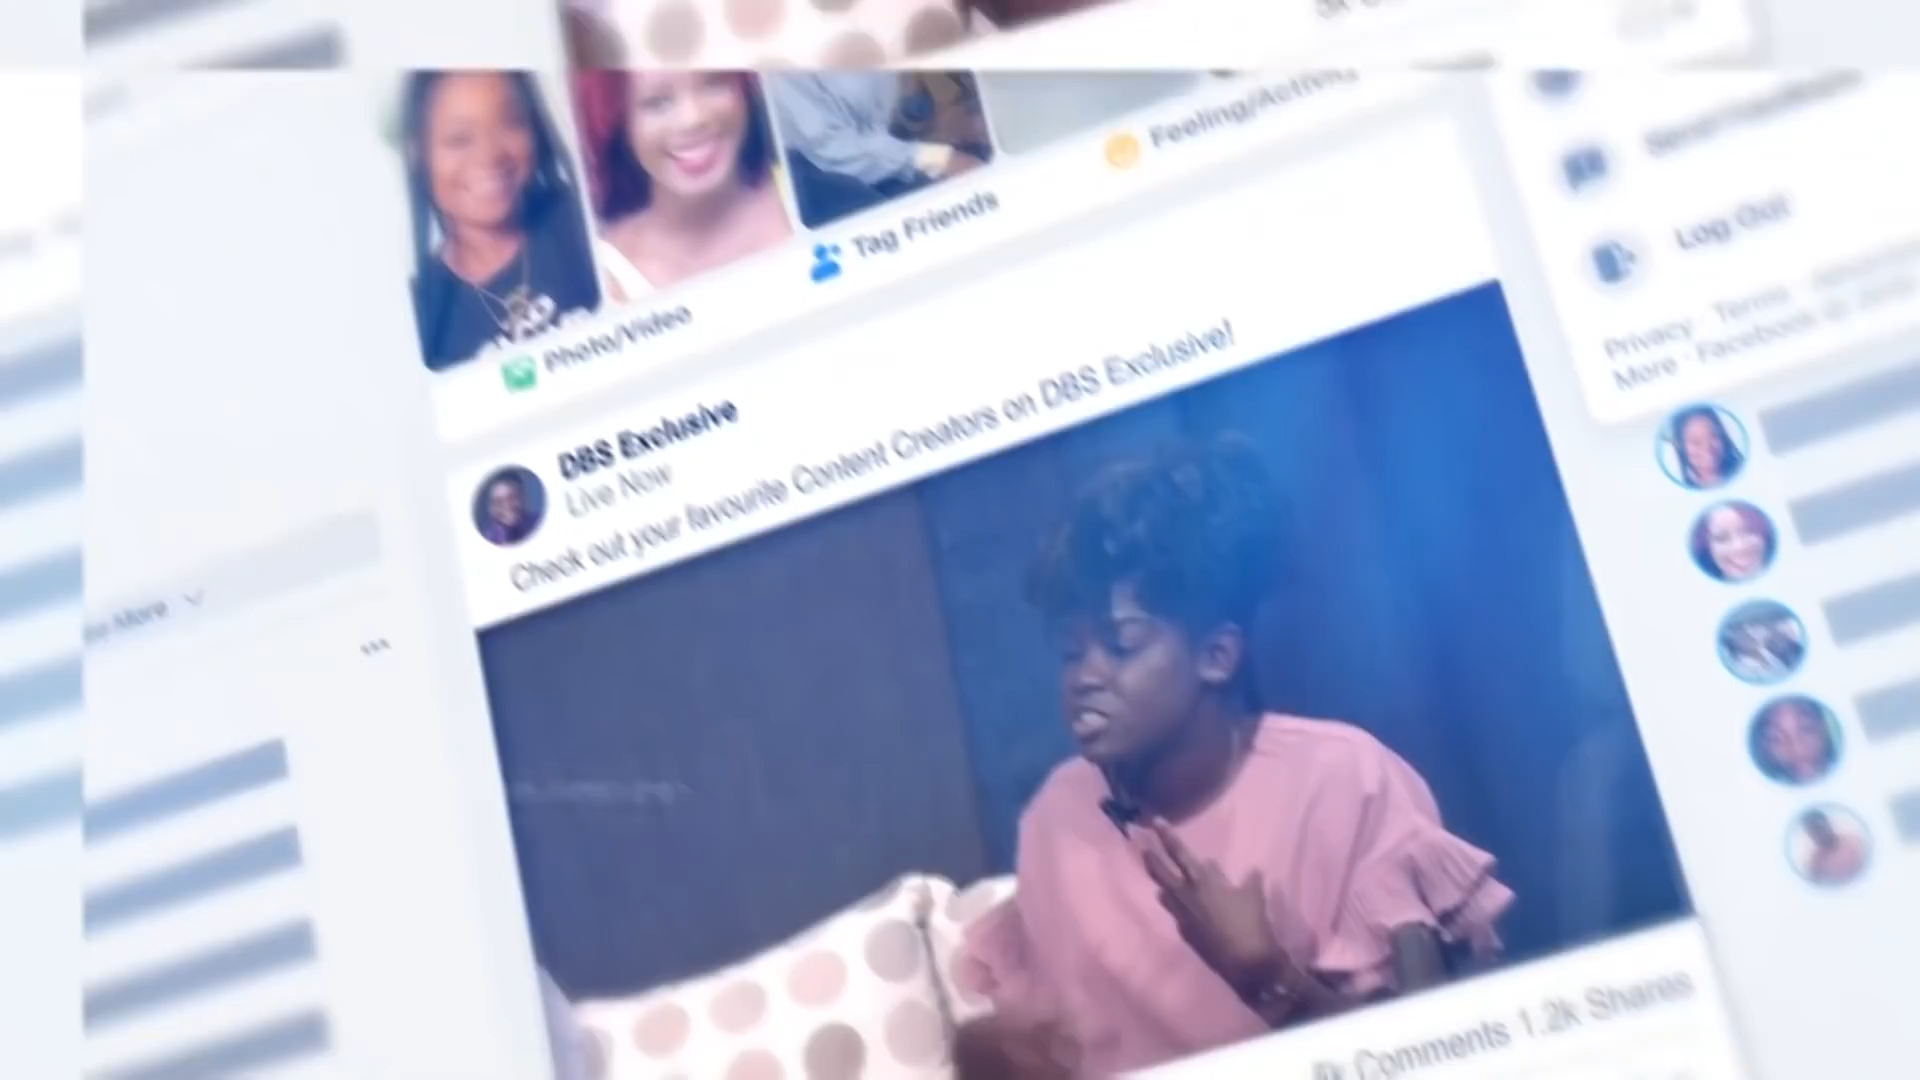 Feeling/Activity
Tag Friends
Photo/Video
Log Out
Privacy · Terms ·
More · Facebook ©
DBS Exclusive
Live Now
Check out your favourite Content Creators on DBS Exclusive!
More
Comments 1.2k Shares